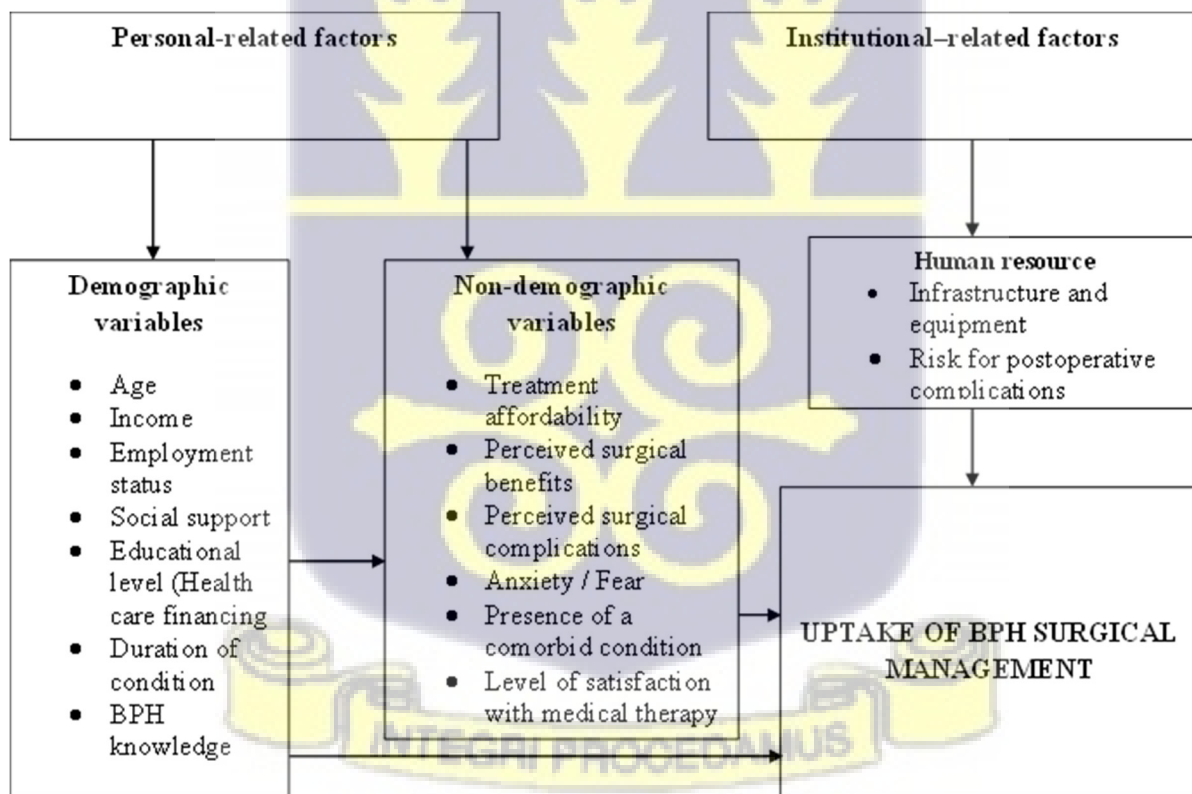 Personal-related factors
Institutional–related factors
Demographic
variables
● Age
● Income
● Employment
status
● Social support
● Educational
level (Health
care financing
● Duration of
condition
● BPH
knowledge
Non-demographic
variables
● Treatment
affordability
● Perceived surgical
benefits
● Perceived surgical
complications
● Anxiety / Fear
● Presence of a
comorbid condition
● Level of satisfaction
with medical therapy
Human resource
● Infrastructure and
equipment
● Risk for postoperative
complications
UPTAKE OF BPH SURGICAL
MANAGEMENT
INTEGRI PROCEDAMUS